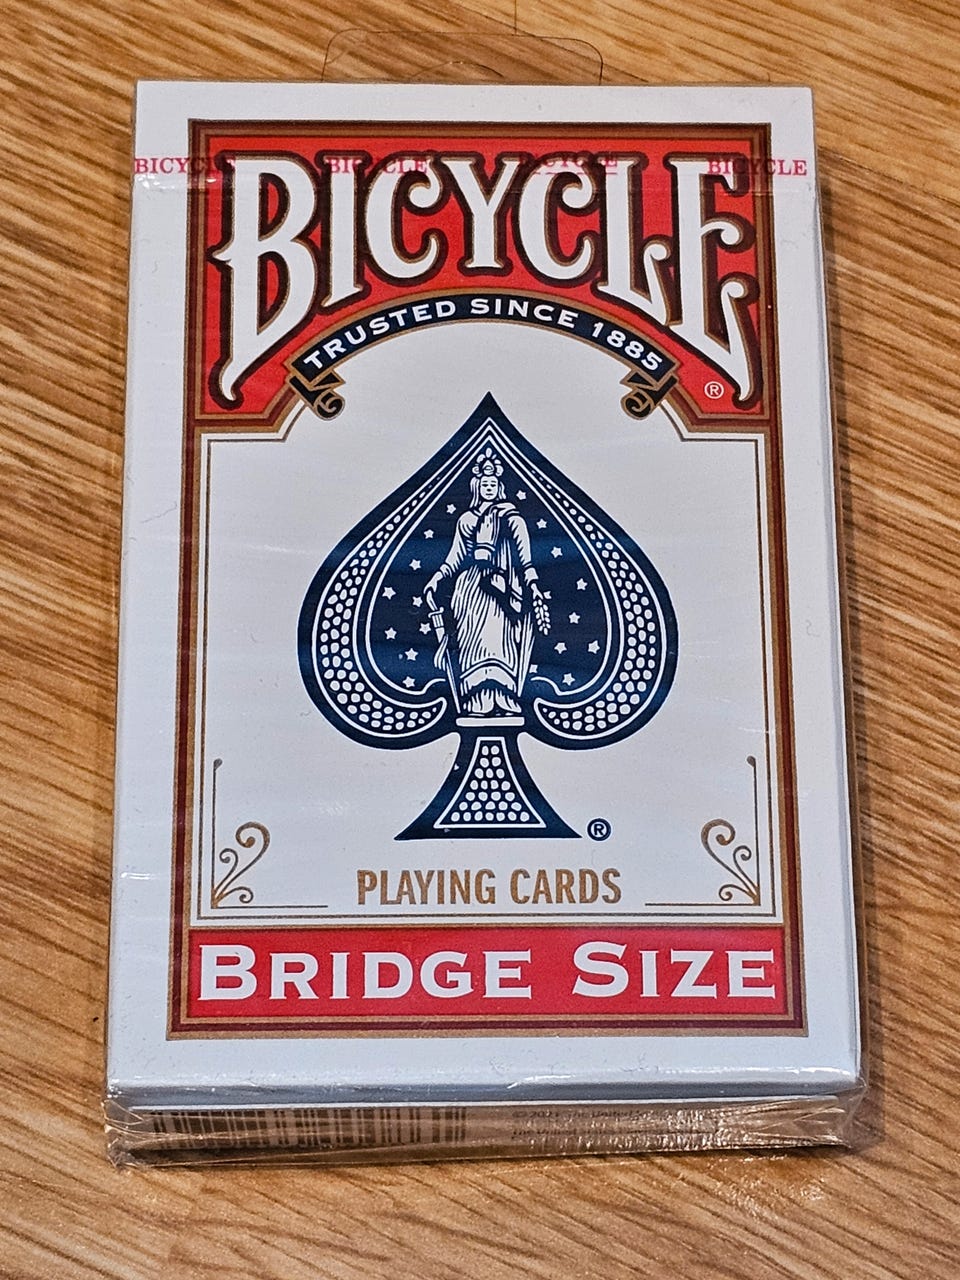 BICYCLE BICYCLE BICYCLE BICYCLE
BICYCLE
®
TRUSTED SINCE 1885
®
PLAYING CARDS
BRIDGE SIZE